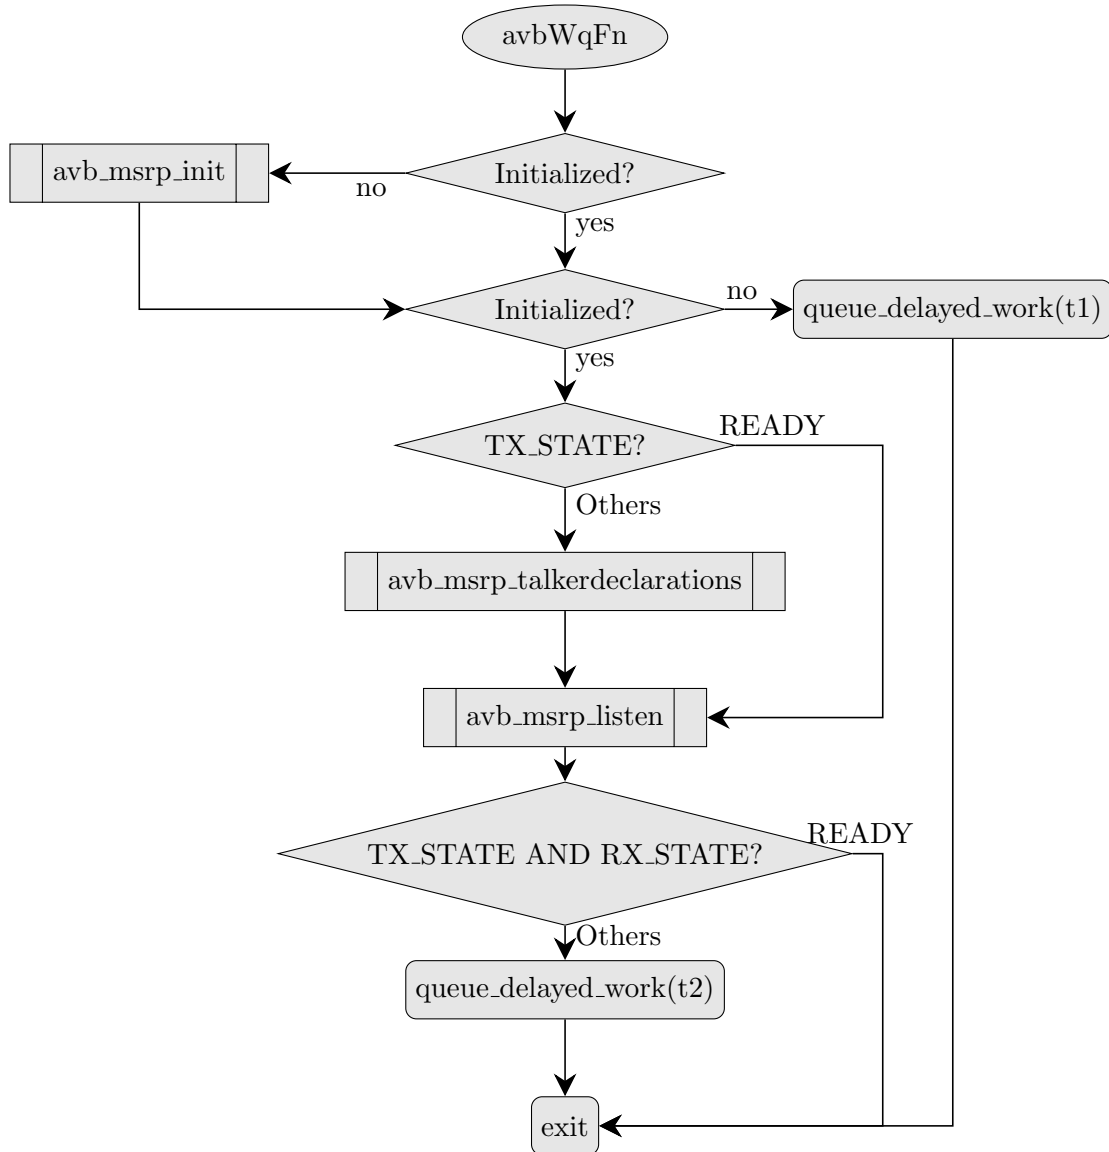 avbWqFn
avb_msrp_init
no
Initialized?
yes
Initialized?
no
queue_delayed_work(t1)
yes
TX_STATE?
READY
Others
avb_msrp_talkerdeclarations
avb_msrp_listen
TX_STATE AND RX_STATE?
READY
Others
queue_delayed_work(t2)
exit